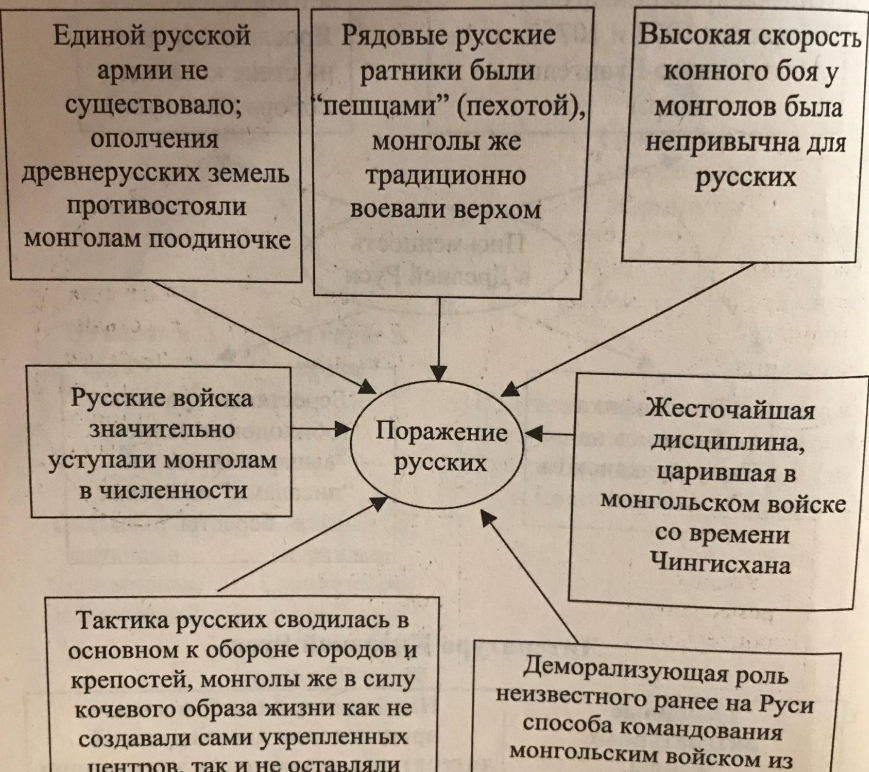 Единой русской
армии не
существовало;
ополчения
древнерусских земель
противостояли
монголам поодиночке
Рядовые русские
ратники были
“пешцами” (пехотой),
монголы же
традиционно
воевали верхом
Высокая скорость
конного боя у
монголов была
непривычна для
русских
Русские войска
значительно
уступали монголам
в численности
Поражение
русских
Жесточайшая
дисциплина,
царившая в
монгольском войске
со времени
Чингисхана
Тактика русских сводилась в
основном к обороне городов и
крепостей, монголы же в силу
кочевого образа жизни как не
создавали сами укрепленных
центров, так и не оставляли
Деморализующая роль
неизвестного ранее на Руси
способа командования
монгольским войском из